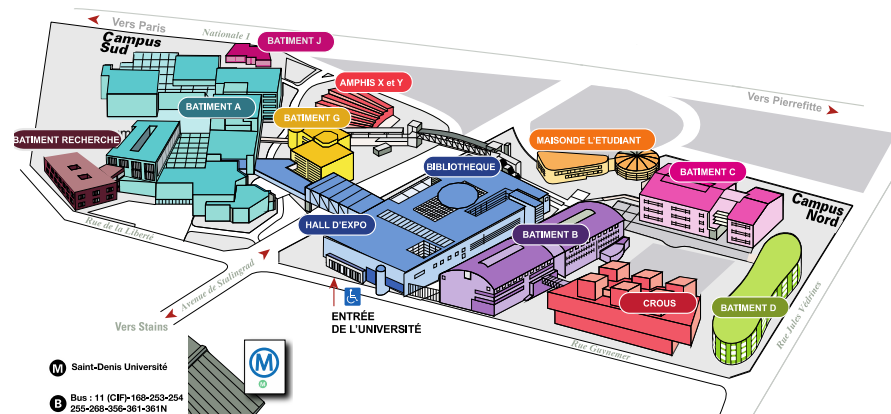 Vers Paris
Nationale 1
Campus
Sud
BATIMENT J
AMPHIS X et Y
Vers Pierrefitte
BATIMENT A
BATIMENT G
BATIMENT RECHERCHE
MAISONDE L'ETUDIANT
BIBLIOTHEQUE
BATIMENT C
Campus
Nord
HALL D'EXPO
BATIMENT B
Rue de la Liberté
Avenue de Stalingrad
CROUS
BATIMENT D
Rue Jules Védrines
ENTRÉE
DE L'UNIVERSITÉ
Vers Stains
Rue Guynemer
M Saint-Denis Université
M
M
B Bus : 11 (CIF)-168-253-254
255-268-356-361-361N